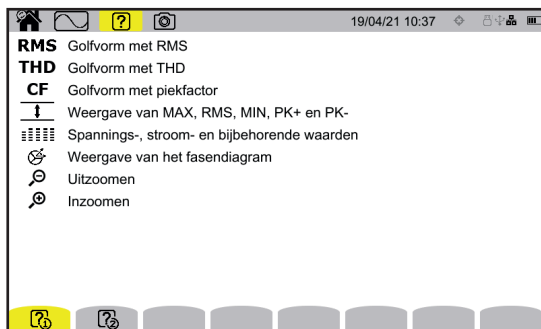 19/04/21 10:37
RMS Golfvorm met RMS
THD Golfvorm met THD
CF Golfvorm met piekfactor
Weergave van MAX, RMS, MIN, PK+ en PK-
Spannings-, stroom- en bijbehorende waarden
Weergave van het fasendiagram
Uitzoomen
Inzoomen